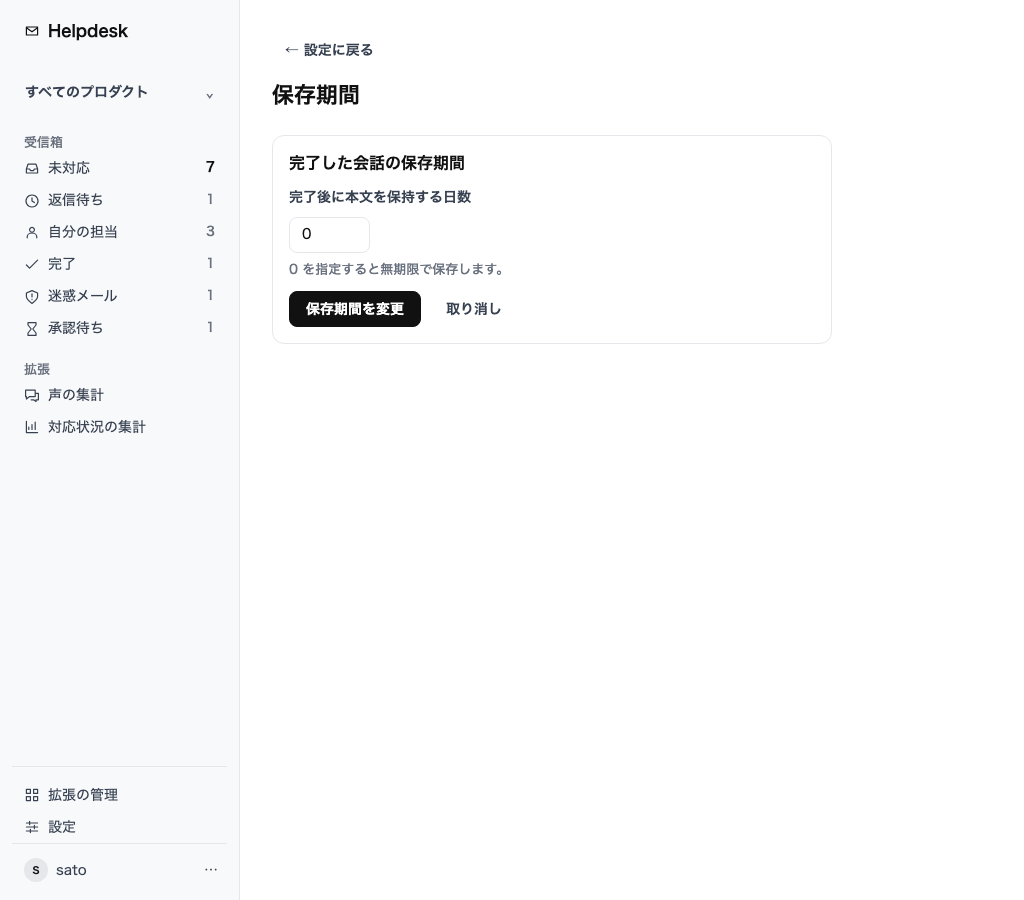 Helpdesk
すべてのプロダクト
受信箱
未対応 7
返信待ち 1
自分の担当 3
完了 1
迷惑メール 1
承認待ち 1
拡張
声の集計
対応状況の集計
拡張の管理
設定
S sato ...
← 設定に戻る
保存期間
完了した会話の保存期間
完了後に本文を保持する日数
0
0 を指定すると無期限で保存します。
保存期間を変更 取り消し